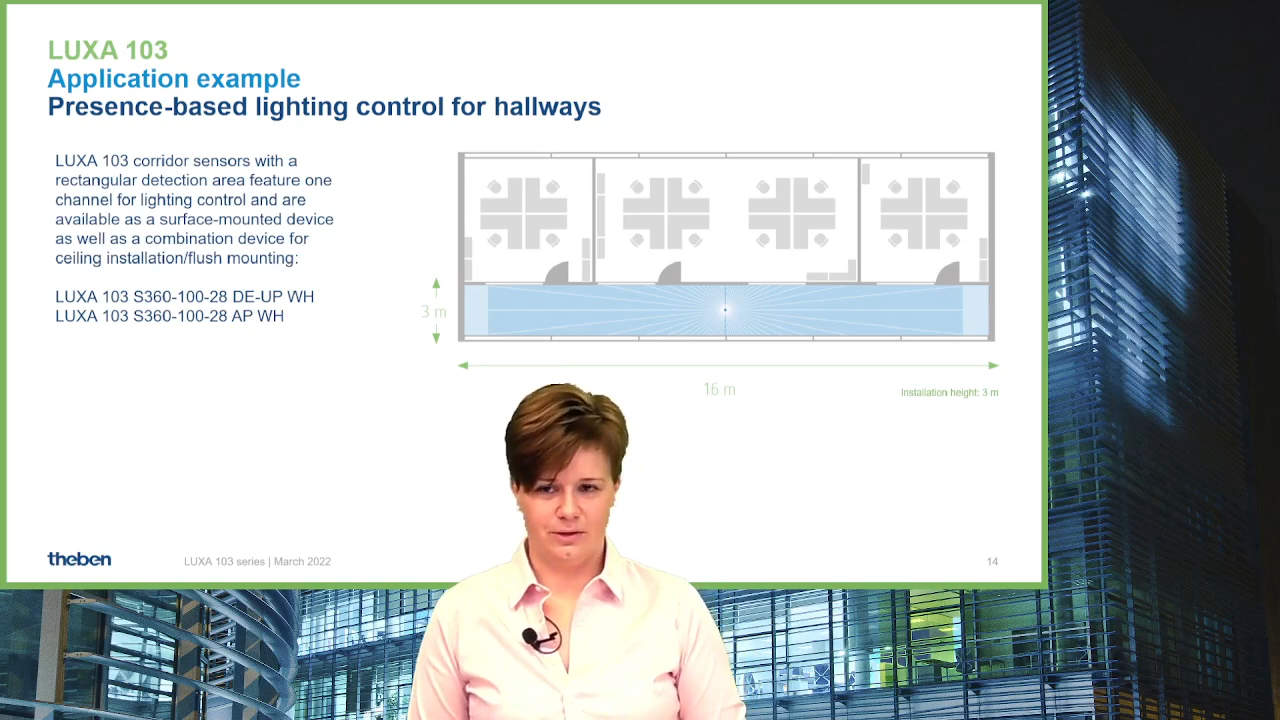 LUXA 103
Application example
Presence-based lighting control for hallways
LUXA 103 corridor sensors with a
rectangular detection area feature one
channel for lighting control and are
available as a surface-mounted device
as well as a combination device for
ceiling installation/flush mounting:
LUXA 103 S360-100-28 DE-UP WH
LUXA 103 S360-100-28 AP WH
3 m
16 m
Installation height: 3 m
theben
LUXA 103 series | March 2022
14